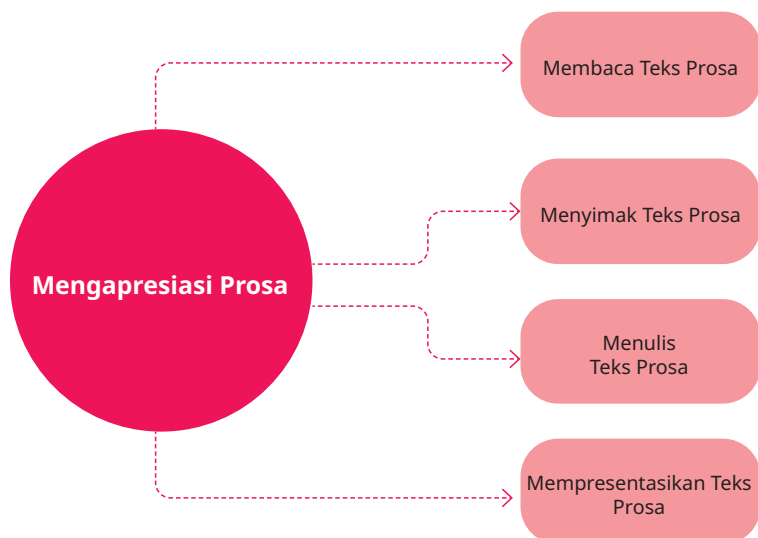 Membaca Teks Prosa
Menyimak Teks Prosa
Mengapresiasi Prosa
Menulis
Teks Prosa
Mempresentasikan Teks
Prosa